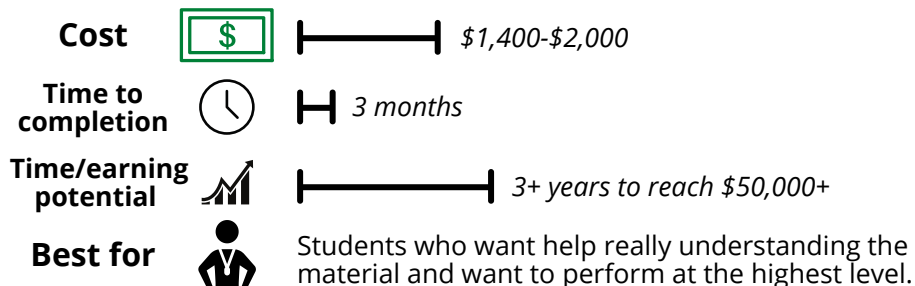 Cost $ $1,400-$2,000
Time to
completion
3 months
Time/earning
potential
3+ years to reach $50,000+
Best for
Students who want help really understanding the
material and want to perform at the highest level.